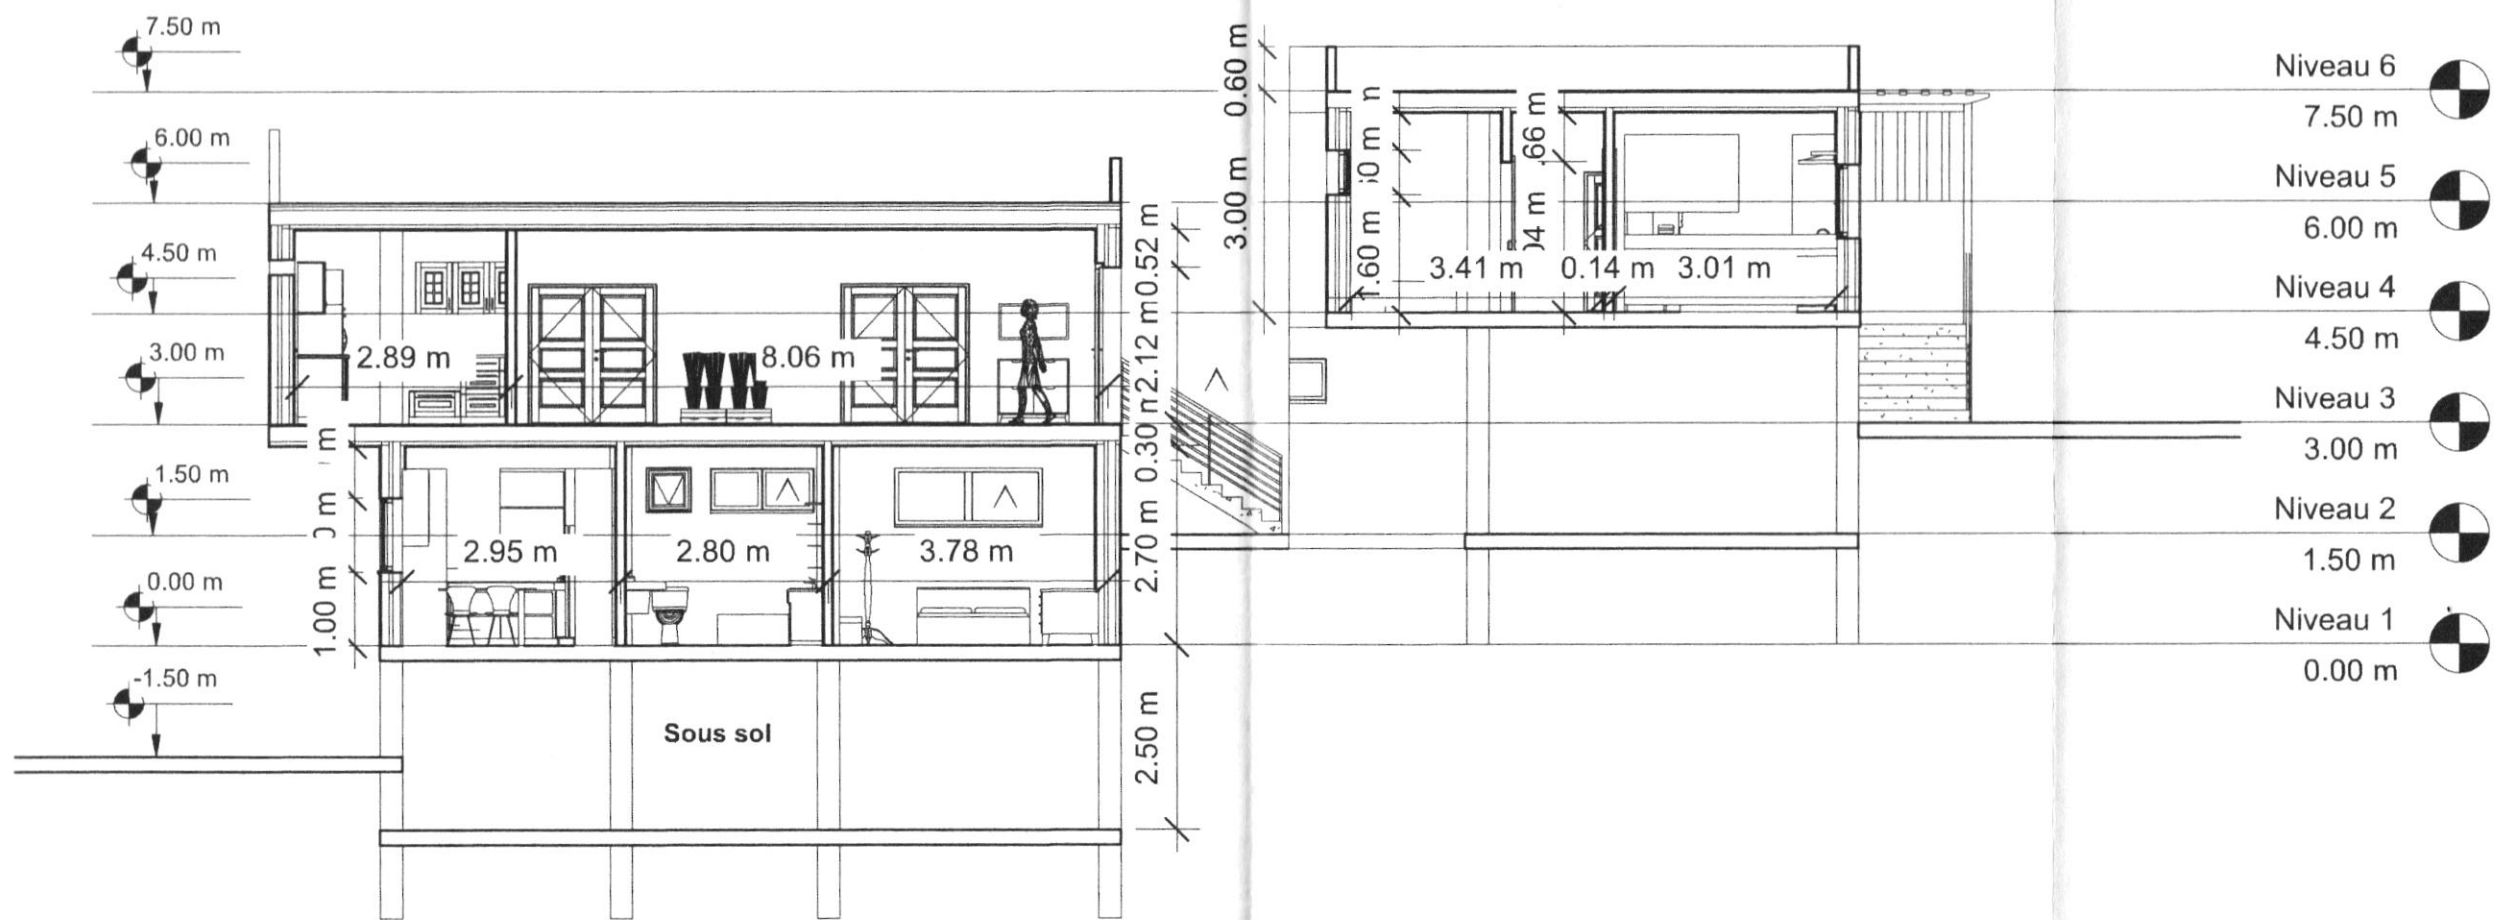 7.50 m
6.00 m
4.50 m
3.00 m
1.50 m
0.00 m
-1.50 m
2.89 m
8.06 m
2.95 m
2.80 m
3.78 m
1.00 m
Sous sol
0.52 m
2.12 m
0.30
2.70 m
2.50 m
0.60 m
3.00 m
3.41 m
0.14 m
3.01 m
Niveau 6
7.50 m
Niveau 5
6.00 m
Niveau 4
4.50 m
Niveau 3
3.00 m
Niveau 2
1.50 m
Niveau 1
0.00 m